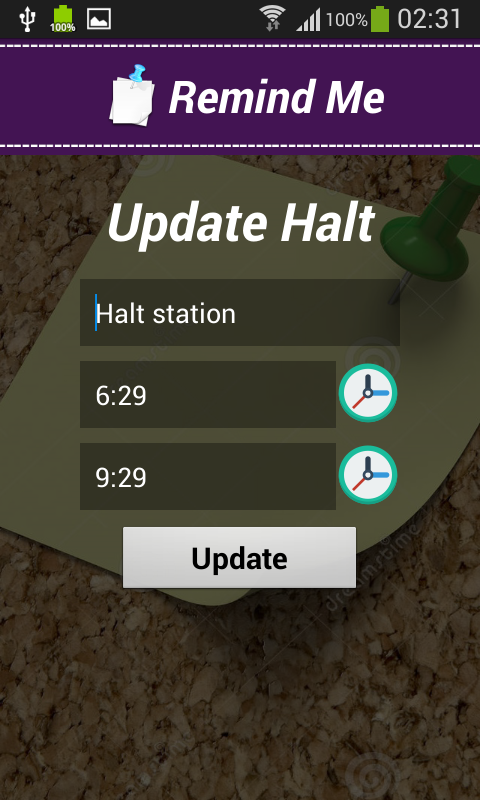 100%
100%
02:31
Remind Me
Update Halt
Halt station
6:29
9:29
Update